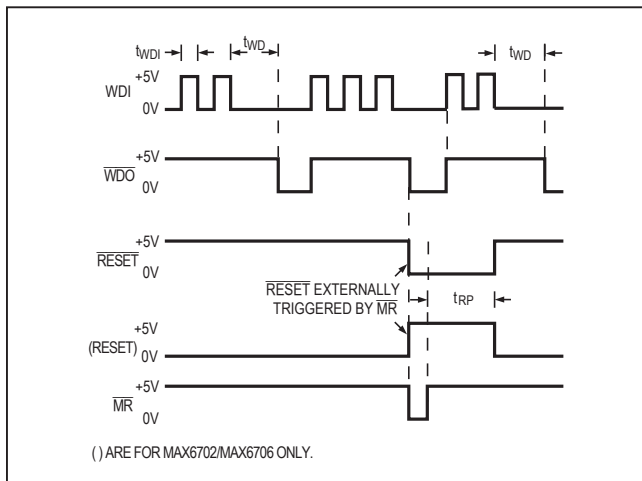 tWDI
tWD
tWD
WDI
+5V
0V
WDO
+5V
0V
RESET
+5V
0V
RESET EXTERNALLY
TRIGGERED BY MR
tRP
(RESET)
+5V
0V
MR
+5V
0V
( ) ARE FOR MAX6702/MAX6706 ONLY.